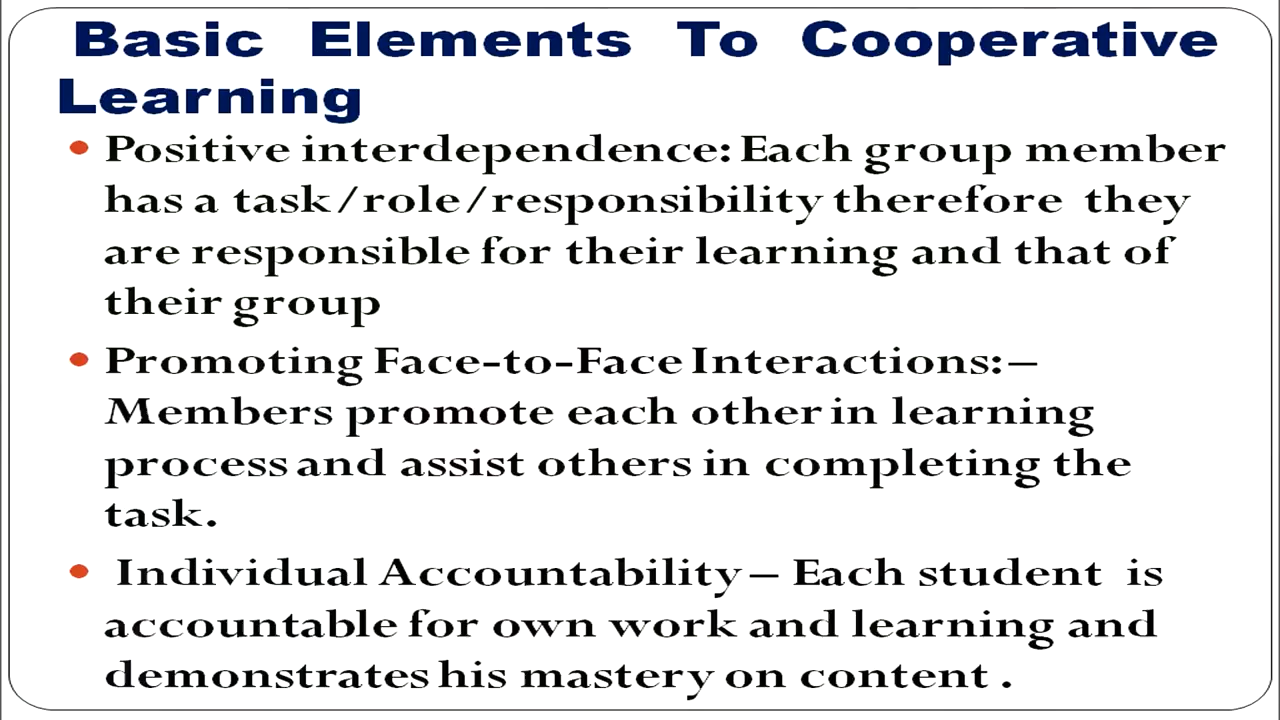 Basic Elements To Cooperative
Learning
• Positive interdependence: Each group member
has a task/role/responsibility therefore they
are responsible for their learning and that of
their group
• Promoting Face-to-Face Interactions:–
Members promote each other in learning
process and assist others in completing the
task.
• Individual Accountability – Each student is
accountable for own work and learning and
demonstrates his mastery on content .